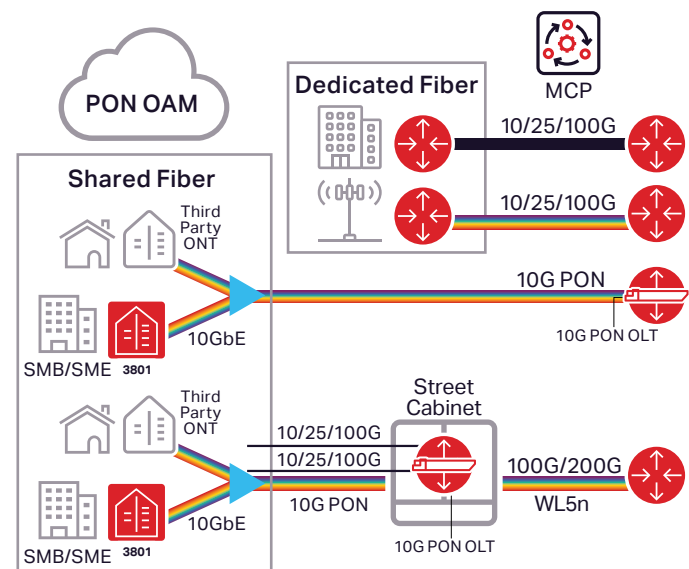 PON OAM
Dedicated Fiber
MCP
10/25/100G
10/25/100G
Shared Fiber
Third
Party
ONT
10G PON
10G PON OLT
10GbE
SMB/SME
3801
Third
Party
ONT
10/25/100G
10/25/100G
10G PON
10GbE
SMB/SME
3801
Street
Cabinet
10G PON OLT
100G/200G
WL5n